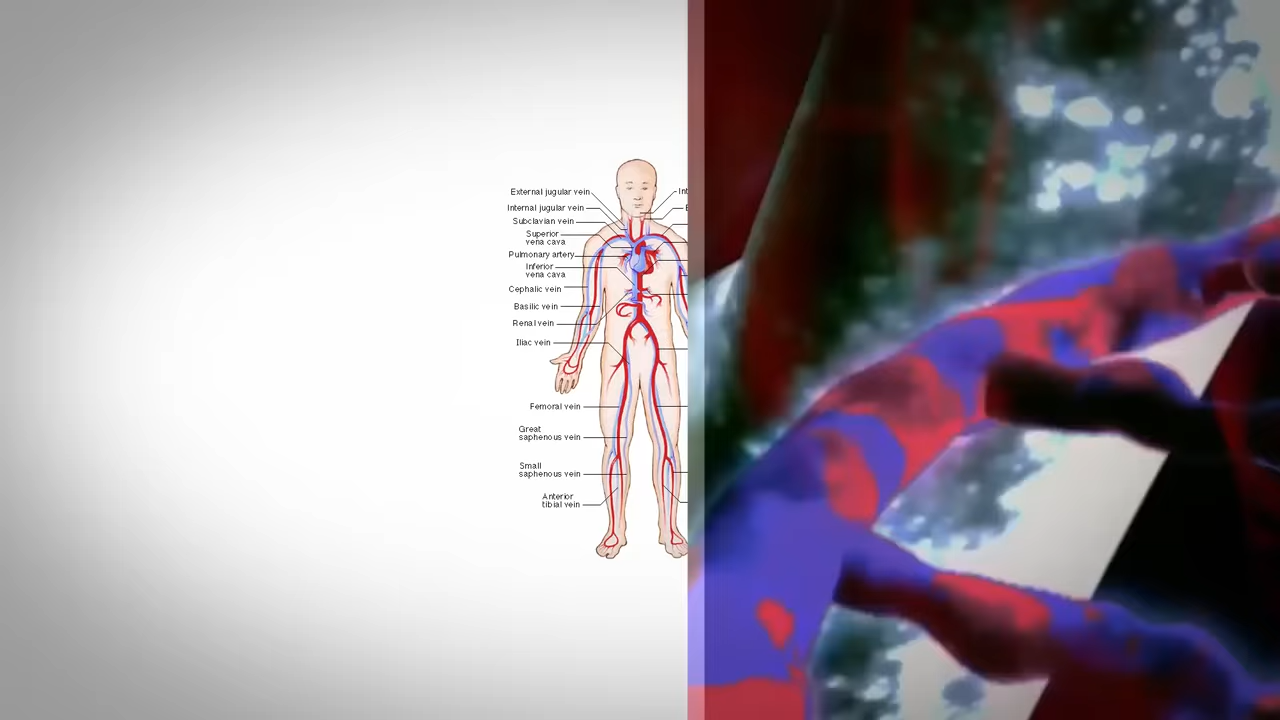 External jugular vein
Internal jugular vein
Subclavian vein
Superior
vena cava
Pulmonary artery
Inferior
vena cava
Cephalic vein
Basilic vein
Renal vein
Iliac vein
Femoral vein
Great
saphenous vein
Small
saphenous vein
Anterior
tibial vein
Int